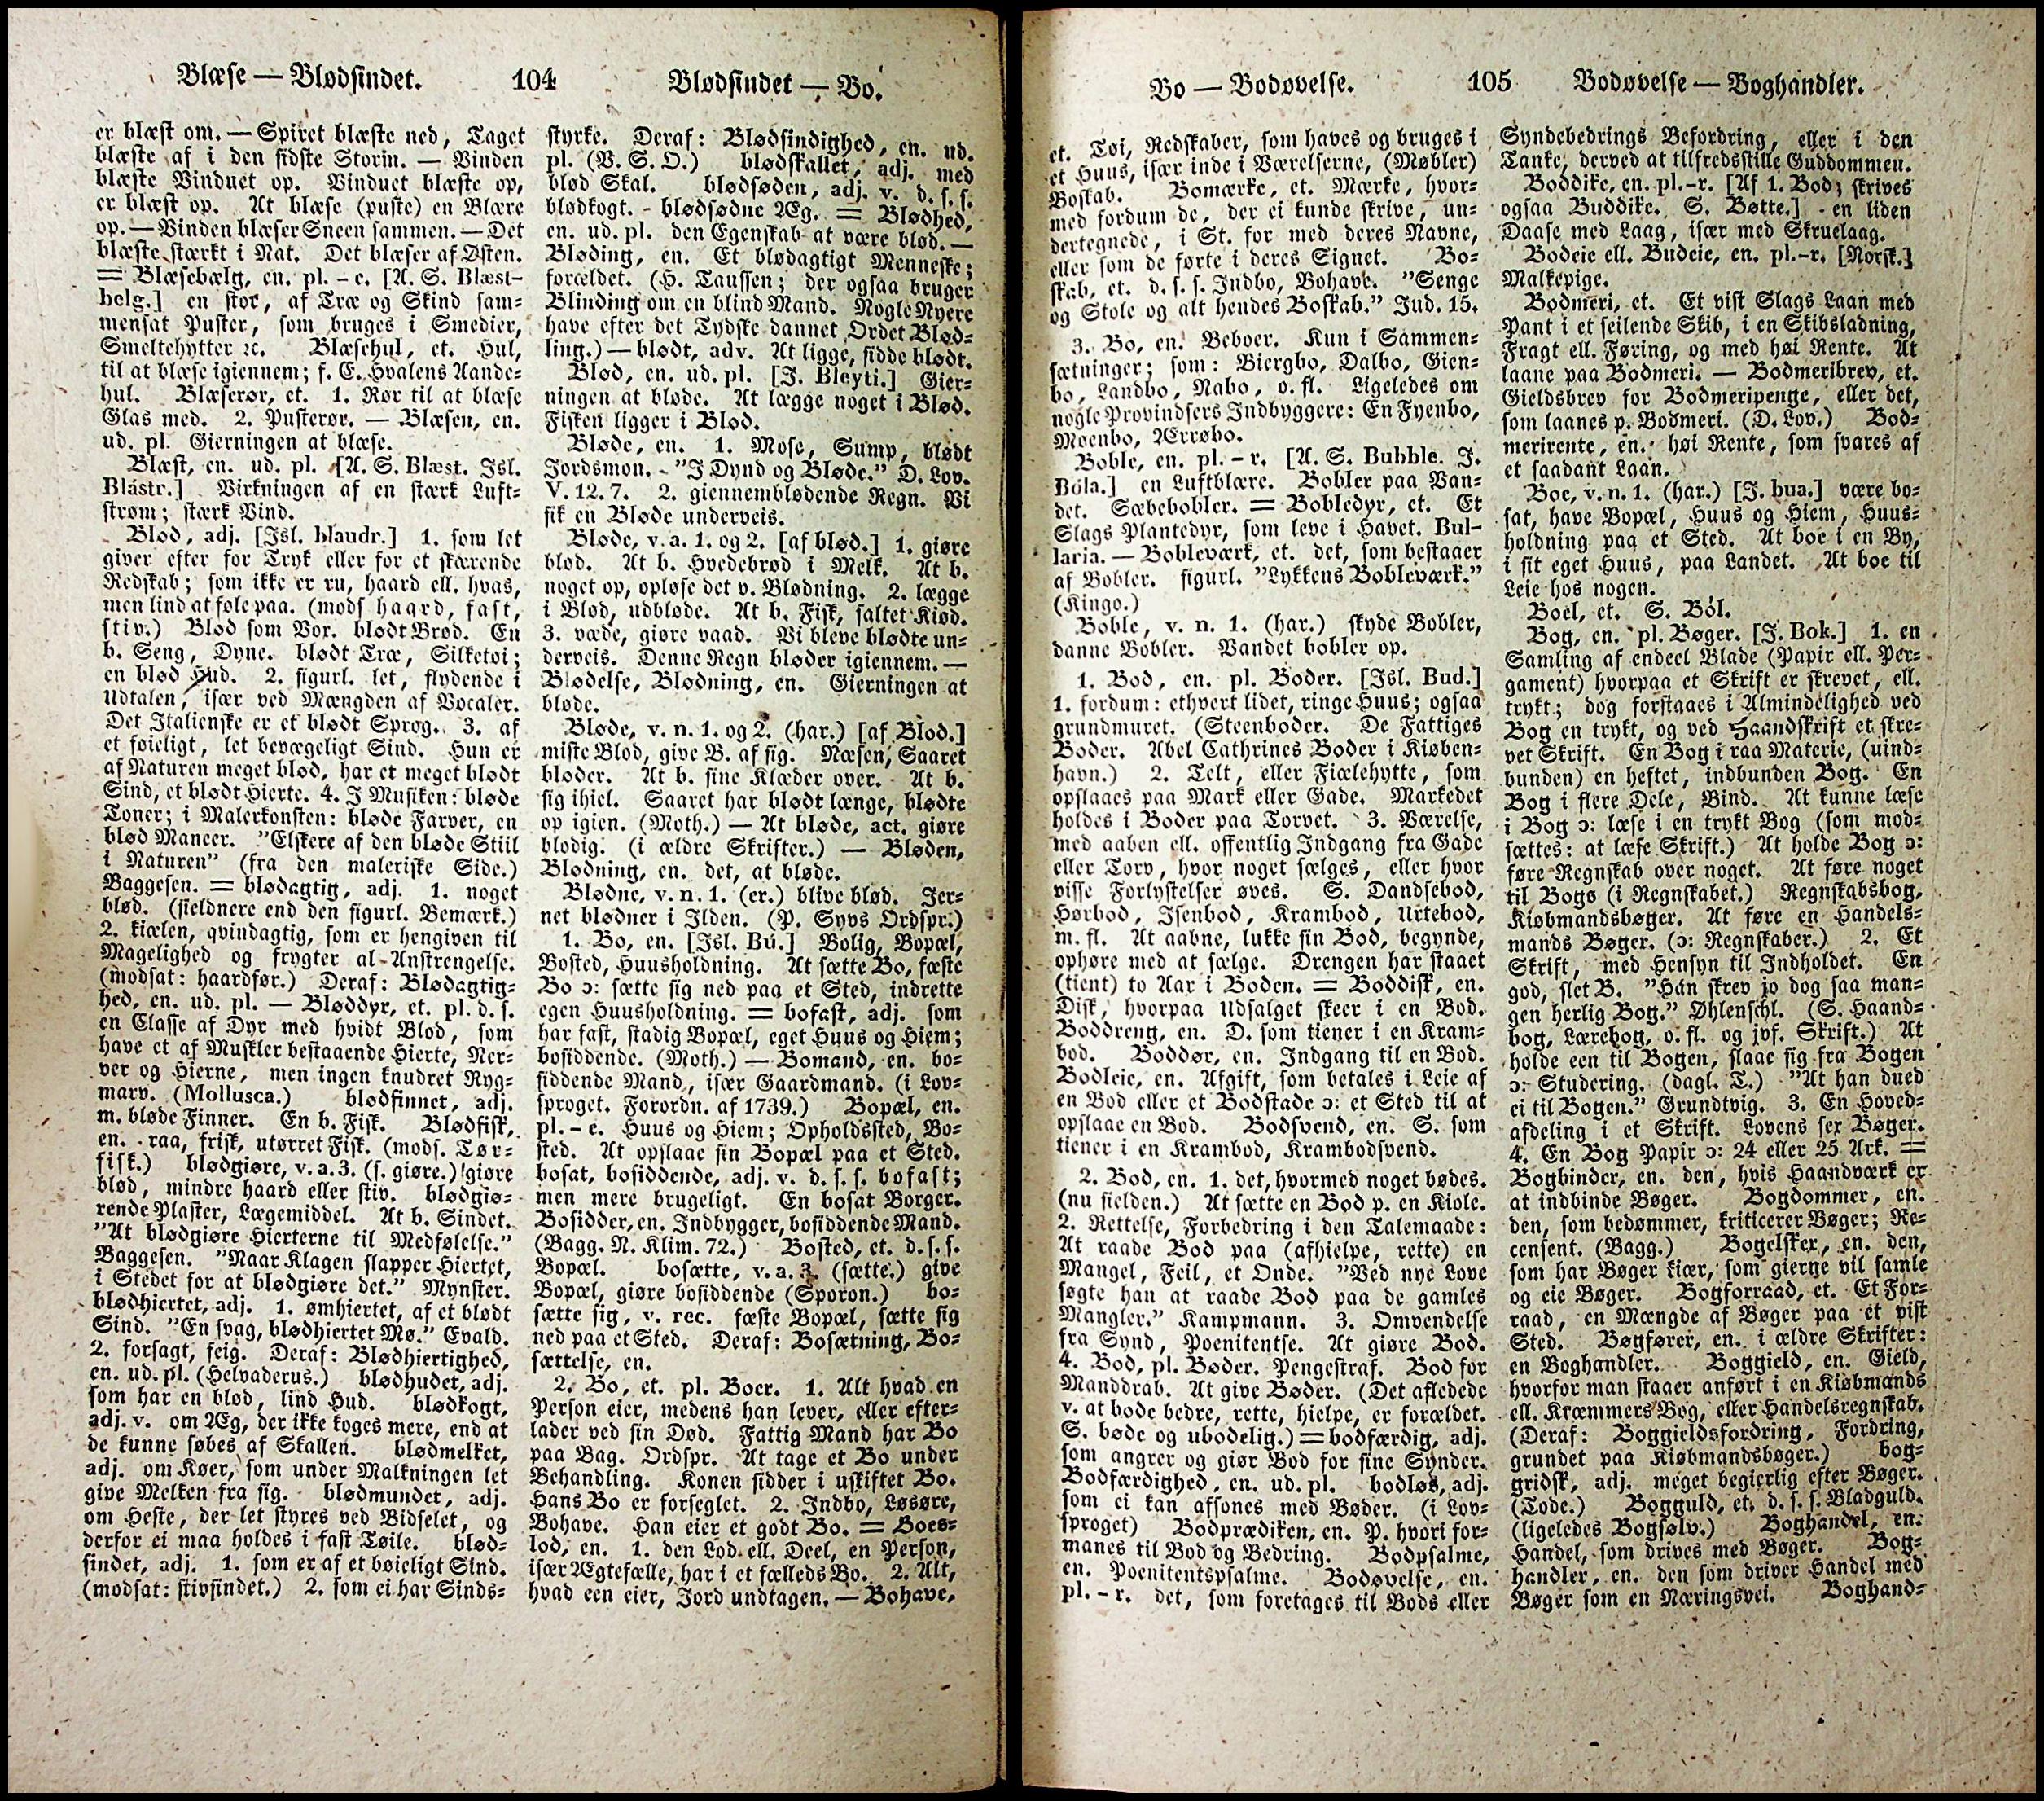 Blæse — Blødsindet. 104 Blødsindet — Bo.
er blæst om. — Spiret blæste ned, Taget
blæste af i den sidste Storm. — Vinden
blæste Vinduet op. Vinduet blæste op,
er blæst op. At blæse (puste) en Blære
op. — Vinden blæser Sneen sammen. — Det
blæste stærkt i Nat. Det blæser af Østen.
= Blæsebælg, en. pl. - e. [A. S. Blæst-
belg.] en stor, af Træ og Skind sam-
mensat Puster, som bruges i Smedier,
Smeltehytter ꝛc. Blæsehul, et. Hul,
til at blæse igiennem; f. E. Hvalens Aande-
hul. Blæserør, et. 1. Rør til at blæse
Glas med. 2. Pusterør. — Blæsen, en.
ud. pl. Gierningen at blæse.
Blæst, en. ud. pl. [A. S. Blæst. Isl.
Blástr.] Virkningen af en stærk Luft-
strøm; stærk Vind.
Blød, adj. [Isl. blaudr.] 1. som let
giver efter for Tryk eller for et skærende
Redskab; som ikke er ru, haard ell. hvas,
men lind at føle paa. (mods haard, fast,
stiv.) Blød som Vox. blødt Brød. En
b. Seng, Dyne. blødt Træ, Silketøi;
en blød Hud. 2. figurl. let, flydende i
Udtalen, især ved Mængden af Vocaler.
Det Italienske er et blødt Sprog. 3. af
et føieligt, let bevægeligt Sind. Hun er
af Naturen meget blød, har et meget blødt
Sind, et blødt Hierte. 4. I Musiken: bløde
Toner; i Malerkonsten: bløde Farver, en
blød Maneer. "Elskere af den bløde Stiil
i Naturen" (fra den maleriske Side.)
Baggesen. = blødagtig, adj. 1. noget
blød. (sieldnere end den figurl. Bemærk.)
2. kiælen, qvindagtig, som er hengiven til
Magelighed og frygter al Anstrengelse.
(modsat: haardfør.) Deraf: Blødagtig-
hed, en. ud. pl. — Bløddyr, et. pl. d. s.
en Classe af Dyr med hvidt Blod, som
have et af Muskler bestaaende Hierte, Ner-
ver og Hierne, men ingen knudret Ryg-
marv. (Mollusca.) blødfinnet, adj.
m. bløde Finner. En b. Fisk. Blødfisk,
en. raa, frisk, utørret Fisk. (mods. Tør-
fisk.) blødgiøre, v. a. 3. (s. giøre.) giøre
blød, mindre haard eller stiv. blødgiø-
rende Plaster, Lægemiddel. At b. Sindet.
"At blødgiøre Hierterne til Medfølelse."
Baggesen. "Naar Klagen slapper Hiertet,
i Stedet for at blødgiøre det." Mynster.
blødhiertet, adj. 1. ømhiertet, af et blødt
Sind. "En svag, blødhiertet Mø." Evald.
2. forsagt, feig. Deraf: Blødhiertighed,
en. ud. pl. (Helvaderus.) blødhudet, adj.
som har en blød, lind Hud. blødkogt,
adj. v. om Æg, der ikke koges mere, end at
de kunne søbes af Skallen. blødmelket,
adj. om Køer, som under Malkningen let
give Melken fra sig. blødmundet, adj.
om Heste, der let styres ved Bidselet, og
derfor ei maa holdes i fast Tøile. blød-
sindet, adj. 1. som er af et bøieligt Sind.
(modsat: stivsindet.) 2. som ei har Sinds-
styrke. Deraf: Blødsindighed, en. ud.
pl. (V. S. O.) blødskallet, adj. med
blød Skal. blødsøden, adj. v. d. s. s.
blødkogt. - blødsødne Æg. = Blødhed,
en. ud. pl. den Egenskab at være blød. —
Bløding, en. Et blødagtigt Menneske;
forældet. (H. Taussen; der ogsaa bruger
Blinding om en blind Mand. Nogle Nyere
have efter det Tydske dannet Ordet Blød-
ling.) — blødt, adv. At ligge, sidde blødt.
Blød, en. ud. pl. [I. Bleyti.] Gier-
ningen at bløde. At lægge noget i Blød.
Fisken ligger i Blød.
Bløde, en. 1. Mose, Sump, blødt
Jordsmon. - "I Dynd og Bløde." D. Lov.
V. 12. 7. 2. giennemblødende Regn. Vi
fik en Bløde underveis.
Bløde, v. a. 1. og 2. [af blød.] 1. giøre
blød. At b. Hvedebrød i Melk. At b.
noget op, opløse det v. Blødning. 2. lægge
i Blød, udbløde. At b. Fisk, saltet Kiød.
3. væde, giøre vaad. Vi bleve blødte un-
derveis. Denne Regn bløder igiennem. —
Blødelse, Blødning, en. Gierningen at
bløde.
Bløde, v. n. 1. og 2. (har.) [af Blod.]
miste Blod, give B. af sig. Næsen, Saaret
bløder. At b. sine Klæder over. At b.
sig ihiel. Saaret har blødt længe, blødte
op igien. (Moth.) — At bløde, act. giøre
blodig. (i ældre Skrifter.) — Bløden,
Blødning, en. det, at bløde.
Blødne, v. n. 1. (er.) blive blød. Jer-
net blødner i Ilden. (P. Syvs Ordspr.)
1. Bo, en. [Isl. Bú.] Bolig, Bopæl,
Bosted, Huusholdning. At sætte Bo, fæste
Bo ɔ: sætte sig ned paa et Sted, indrette
egen Huusholdning. = bofast, adj. som
har fast, stadig Bopæl, eget Huus og Hiem;
bosiddende. (Moth.) — Bomand, en. bo-
siddende Mand, især Gaardmand. (i Lov-
sproget. Forordn. af 1739.) Bopæl, en.
pl. - e. Huus og Hiem; Opholdssted, Bo-
sted. At opslaae sin Bopæl paa et Sted.
bosat, bosiddende, adj. v. d. s. s. bofast;
men mere brugeligt. En bosat Borger.
Bosidder, en. Indbygger, bosiddende Mand.
(Bagg. N. Klim. 72.) Bosted, et. d. s. s.
Bopæl. bosætte, v. a. 3. (sætte.) give
Bopæl, giøre bosiddende (Sporon.) bo-
sætte sig, v. rec. fæste Bopæl, sætte sig
ned paa et Sted. Deraf: Bosætning, Bo-
sættelse, en.
2. Bo, et. pl. Boer. 1. Alt hvad en
Person eier, medens han lever, eller efter-
lader ved sin Død. Fattig Mand har Bo
paa Bag. Ordspr. At tage et Bo under
Behandling. Konen sidder i uskiftet Bo.
Hans Bo er forseglet. 2. Indbo, Løsøre,
Bohave. Han eier et godt Bo. = Boes-
lod, en. 1. den Lod ell. Deel, en Person,
især Ægtefælle, har i et fælleds Bo. 2. Alt,
hvad een eier, Jord undtagen. — Bohave,
Bo — Bodøvelse. 105 Bodøvelse — Boghandler.
et. Tøi, Redskaber, som haves og bruges i
et Huus, især inde i Værelserne, (Møbler)
Boskab. Bomærke, et. Mærke, hvor-
med fordum de, der ei kunde skrive, un-
dertegnede, i St. for med deres Navne,
eller som de førte i deres Signet. Bo-
skab, et. d. s. s. Indbo, Bohave. "Senge
og Stole og alt hendes Boskab." Jud. 15.
3. Bo, en. Beboer. Kun i Sammen-
sætninger; som: Biergbo, Dalbo, Gien-
bo, Landbo, Nabo, o. fl. Ligeledes om
nogle Provindsers Indbyggere: En Fyenbo,
Moenbo, Ærrøbo.
Boble, en. pl. - r. [A. S. Bubble. I.
Bóla.] en Luftblære. Bobler paa Van-
det. Sæbebobler. = Bobledyr, et. Et
Slags Plantedyr, som leve i Havet. Bul-
laria. — Bobleværk, et. det, som bestaaer
af Bobler. figurl. "Lykkens Bobleværk."
(Kingo.)
Boble, v. n. 1. (har.) skyde Bobler,
danne Bobler. Vandet bobler op.
1. Bod, en. pl. Boder. [Isl. Bud.]
1. fordum: ethvert lidet, ringe Huus; ogsaa
grundmuret. (Steenboder. De Fattiges
Boder. Abel Cathrines Boder i Kiøben-
havn.) 2. Telt, eller Fiælehytte, som
opslaaes paa Mark eller Gade. Markedet
holdes i Boder paa Torvet. 3. Værelse,
med aaben ell. offentlig Indgang fra Gade
eller Torv, hvor noget sælges, eller hvor
visse Forlystelser øves. S. Dandsebod,
Hørbod, Isenbod, Krambod, Urtebod,
m. fl. At aabne, lukke sin Bod, begynde,
ophøre med at sælge. Drengen har staaet
(tient) to Aar i Boden. = Boddisk, en.
Disk, hvorpaa Udsalget skeer i en Bod.
Boddreng, en. D. som tiener i en Kram-
bod. Boddør, en. Indgang til en Bod.
Bodleie, en. Afgift, som betales i Leie af
en Bod eller et Bodstade ɔ: et Sted til at
opslaae en Bod. Bodsvend, en. S. som
tiener i en Krambod, Krambodsvend.
2. Bod, en. 1. det, hvormed noget bødes.
(nu sielden.) At sætte en Bod p. en Kiole.
2. Rettelse, Forbedring i den Talemaade:
At raade Bod paa (afhielpe, rette) en
Mangel, Feil, et Onde. "Ved nye Love
søgte han at raade Bod paa de gamles
Mangler." Kampmann. 3. Omvendelse
fra Synd, Poenitentse. At giøre Bod.
4. Bod, pl. Bøder. Pengestraf. Bod for
Manddrab. At give Bøder. (Det afledede
v. at bode bedre, rette, hielpe, er forældet.
S. bøde og ubodelig.) = bodfærdig, adj.
som angrer og giør Bod for sine Synder.
Bodfærdighed, en. ud. pl. bodløs, adj.
som ei kan afsones med Bøder. (i Lov-
sproget) Bodprædiken, en. P. hvori for-
manes til Bod og Bedring. Bodpsalme,
en. Poenitentspsalme. Bodøvelse, en.
pl. - r. det, som foretages til Bods eller
Syndebedrings Befordring, eller i den
Tanke, derved at tilfredsstille Guddommen.
Boddike, en. pl.-r. [Af 1. Bod; skrives
ogsaa Buddike. S. Bøtte.] - en liden
Daase med Laag, især med Skruelaag.
Bodeie ell. Budeie, en. pl.-r. [Norsk.]
Malkepige.
Bodmeri, et. Et vist Slags Laan med
Pant i et seilende Skib, i en Skibsladning,
Fragt ell. Føring, og med høi Rente. At
laane paa Bodmeri. — Bodmeribrev, et.
Gieldsbrev for Bodmeripenge, eller det,
som laanes p. Bodmeri. (D. Lov.) Bod-
merirente, en. høi Rente, som svares af
et saadant Laan.
Boe, v. n. 1. (har.) [I. bua.] være bo-
sat, have Bopæl, Huus og Hiem, Huus-
holdning paa et Sted. At boe i en By,
i sit eget Huus, paa Landet. At boe til
Leie hos nogen.
Boel, et. S. Ból.
Bog, en. pl. Bøger. [I. Bok.] 1. en
Samling af endeel Blade (Papir ell. Per-
gament) hvorpaa et Skrift er skrevet, ell.
trykt; dog forstaaes i Almindelighed ved
Bog en trykt, og ved Haandskrift et skre-
vet Skrift. En Bog i raa Materie, (uind-
bunden) en heftet, indbunden Bog. En
Bog i flere Dele, Bind. At kunne læse
i Bog ɔ: læse i en trykt Bog (som mod-
sættes: at læse Skrift.) At holde Bog ɔ:
føre Regnskab over noget. At føre noget
til Bogs (i Regnskabet.) Regnskabsbog,
Kiøbmandsbøger. At føre en Handels-
mands Bøger. (ɔ: Regnskaber.) 2. Et
Skrift, med Hensyn til Indholdet. En
god, slet B. "Han skrev jo dog saa man-
gen herlig Bog." Øhlenschl. (S. Haand-
bog, Lærebog, o. fl. og jvf. Skrift.) At
holde een til Bogen, slaae sig fra Bogen
ɔ: Studering. (dagl. T.) "At han dued
ei til Bogen." Grundtvig. 3. En Hoved-
afdeling i et Skrift. Lovens sex Bøger.
4. En Bog Papir ɔ: 24 eller 25 Ark. =
Bogbinder, en. den, hvis Haandværk er
at indbinde Bøger. Bogdommer, en.
den, som bedømmer, kriticerer Bøger; Re-
censent. (Bagg.) Bogelsker, en. den,
som har Bøger kiær, som gierne vil samle
og eie Bøger. Bogforraad, et. Et For-
raad, en Mængde af Bøger paa et vist
Sted. Bøgfører, en. i ældre Skrifter:
en Boghandler. Boggield, en. Gield,
hvorfor man staaer anført i en Kiøbmands
ell. Kræmmers Bog, eller Handelsregnskab.
(Deraf: Boggieldsfordring, Fordring,
grundet paa Kiøbmandsbøger.) bog-
gridsk, adj. meget begierlig efter Bøger.
(Tode.) Bogguld, et. d. s. s. Bladguld.
(ligeledes Bogsølv.) Boghandel, en.
Handel, som drives med Bøger. Bog-
handler, en. den som driver Handel med
Bøger som en Næringsvei. Boghand-